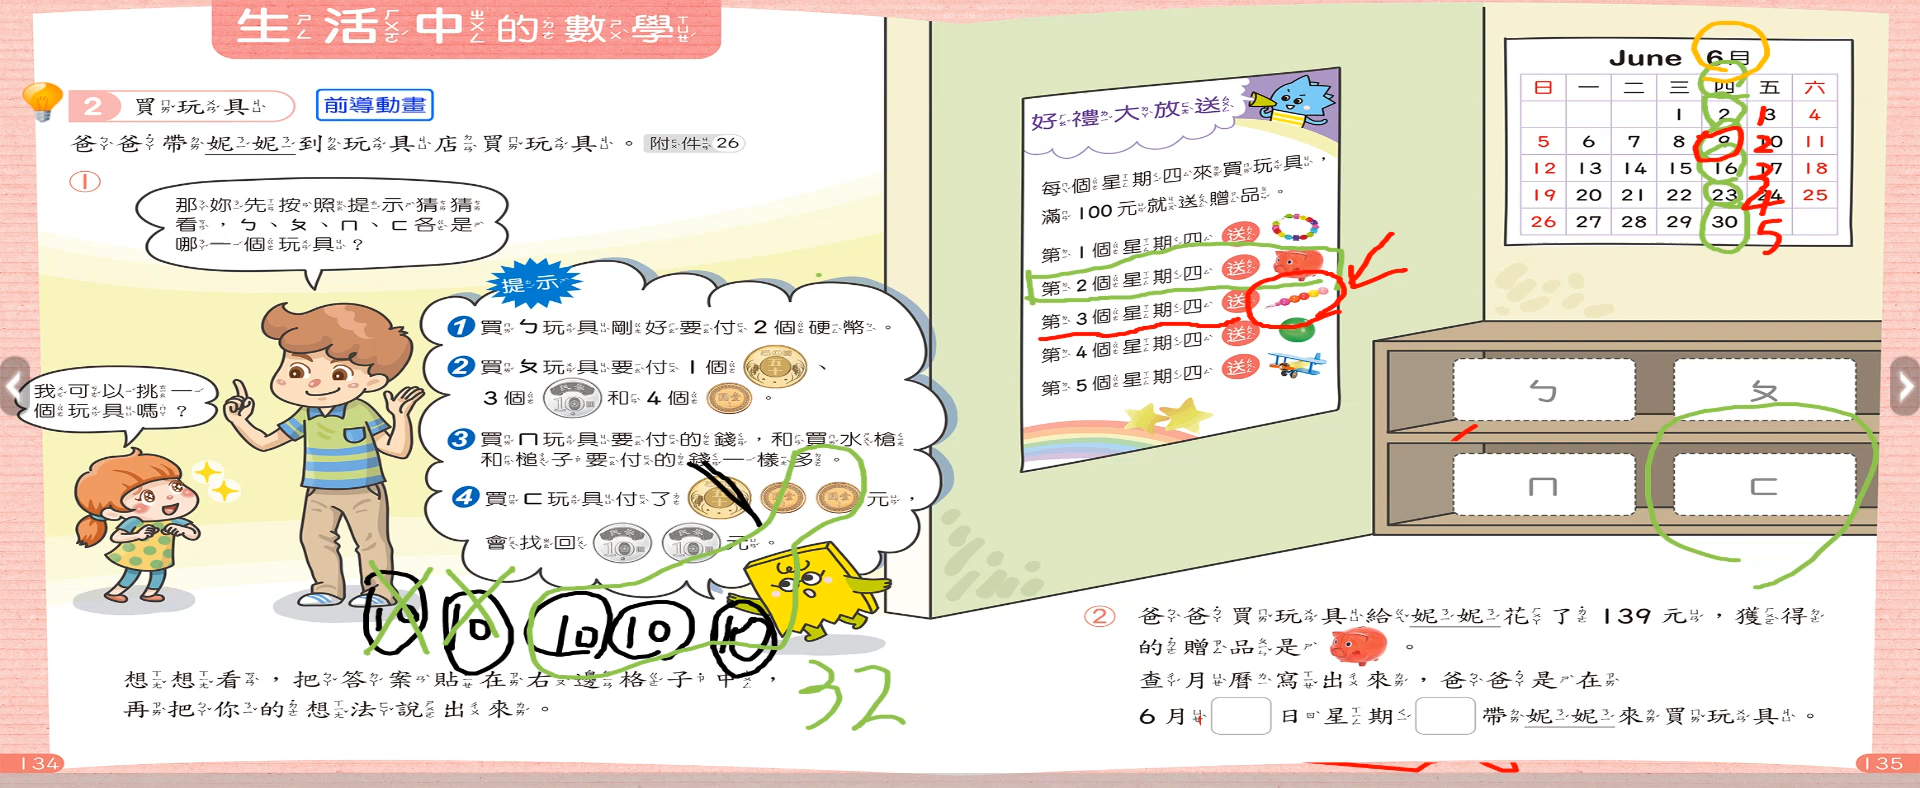 生活中的數學
2 買玩具 前導動畫
爸爸帶妮妮到玩具店買玩具。 附件 26
①
那妳先按照提示猜猜
看,ㄅ、ㄆ、ㄇ、ㄈ各是
哪一個玩具?
我可以挑一
個玩具嗎?
提示
1 買ㄅ玩具剛好要付 2 個硬幣。
2 買ㄆ玩具要付 1 個 、
3 個 和 4 個 。
3 買ㄇ玩具要付的錢,和買水槍
和槌子要付的錢一樣多。
4 買ㄈ玩具付了 元,
會找回 元。
10 10 10 10 10
32
想想看,把答案貼在右邊格子中,
再把你的想法說出來。
134
好禮大放送
每個星期四來買玩具,
滿 100 元就送贈品。
第 1 個星期四 送
第 2 個星期四 送
第 3 個星期四 送
第 4 個星期四 送
第 5 個星期四 送
June 6月
日 一 二 三 四 五 六
1 2 3 4
5 6 7 8 9 10 11
12 13 14 15 16 17 18
19 20 21 22 23 24 25
26 27 28 29 30
1
2
3
4
5
ㄅ ㄆ
ㄇ ㄈ
② 爸爸買玩具給妮妮花了 139 元,獲得
的贈品是 。
查月曆寫出來,爸爸是在
6 月 日星期 帶妮妮來買玩具。
135